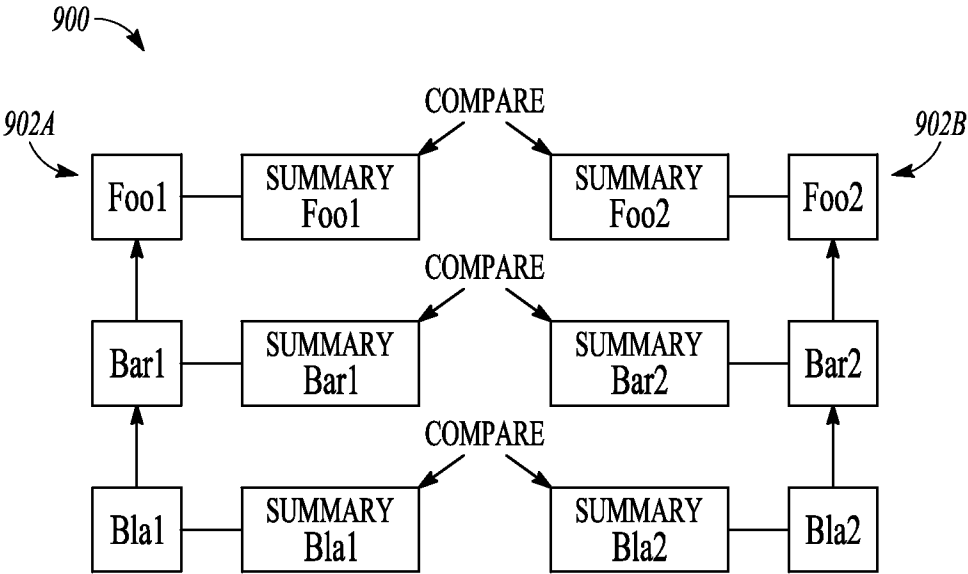 900
COMPARE
902A
902B
Foo1
SUMMARY
Foo1
SUMMARY
Foo2
Foo2
COMPARE
Bar1
SUMMARY
Bar1
SUMMARY
Bar2
Bar2
COMPARE
Bla1
SUMMARY
Bla1
SUMMARY
Bla2
Bla2